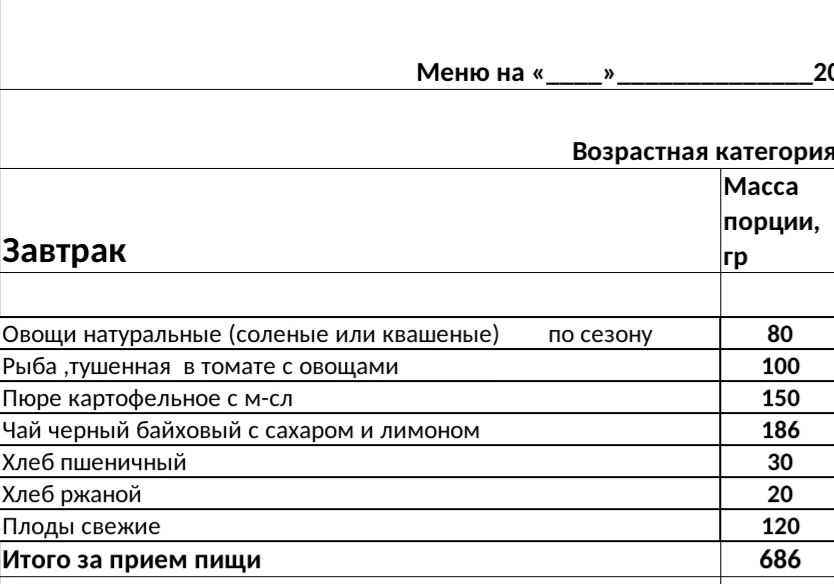 Меню на «____»______________20
Возрастная категория
Масса
порции,
Завтрак гр
Овощи натуральные (соленые или квашеные) по сезону 80
Рыба ,тушенная в томате с овощами 100
Пюре картофельное с м-сл 150
Чай черный байховый с сахаром и лимоном 186
Хлеб пшеничный 30
Хлеб ржаной 20
Плоды свежие 120
Итого за прием пищи 686